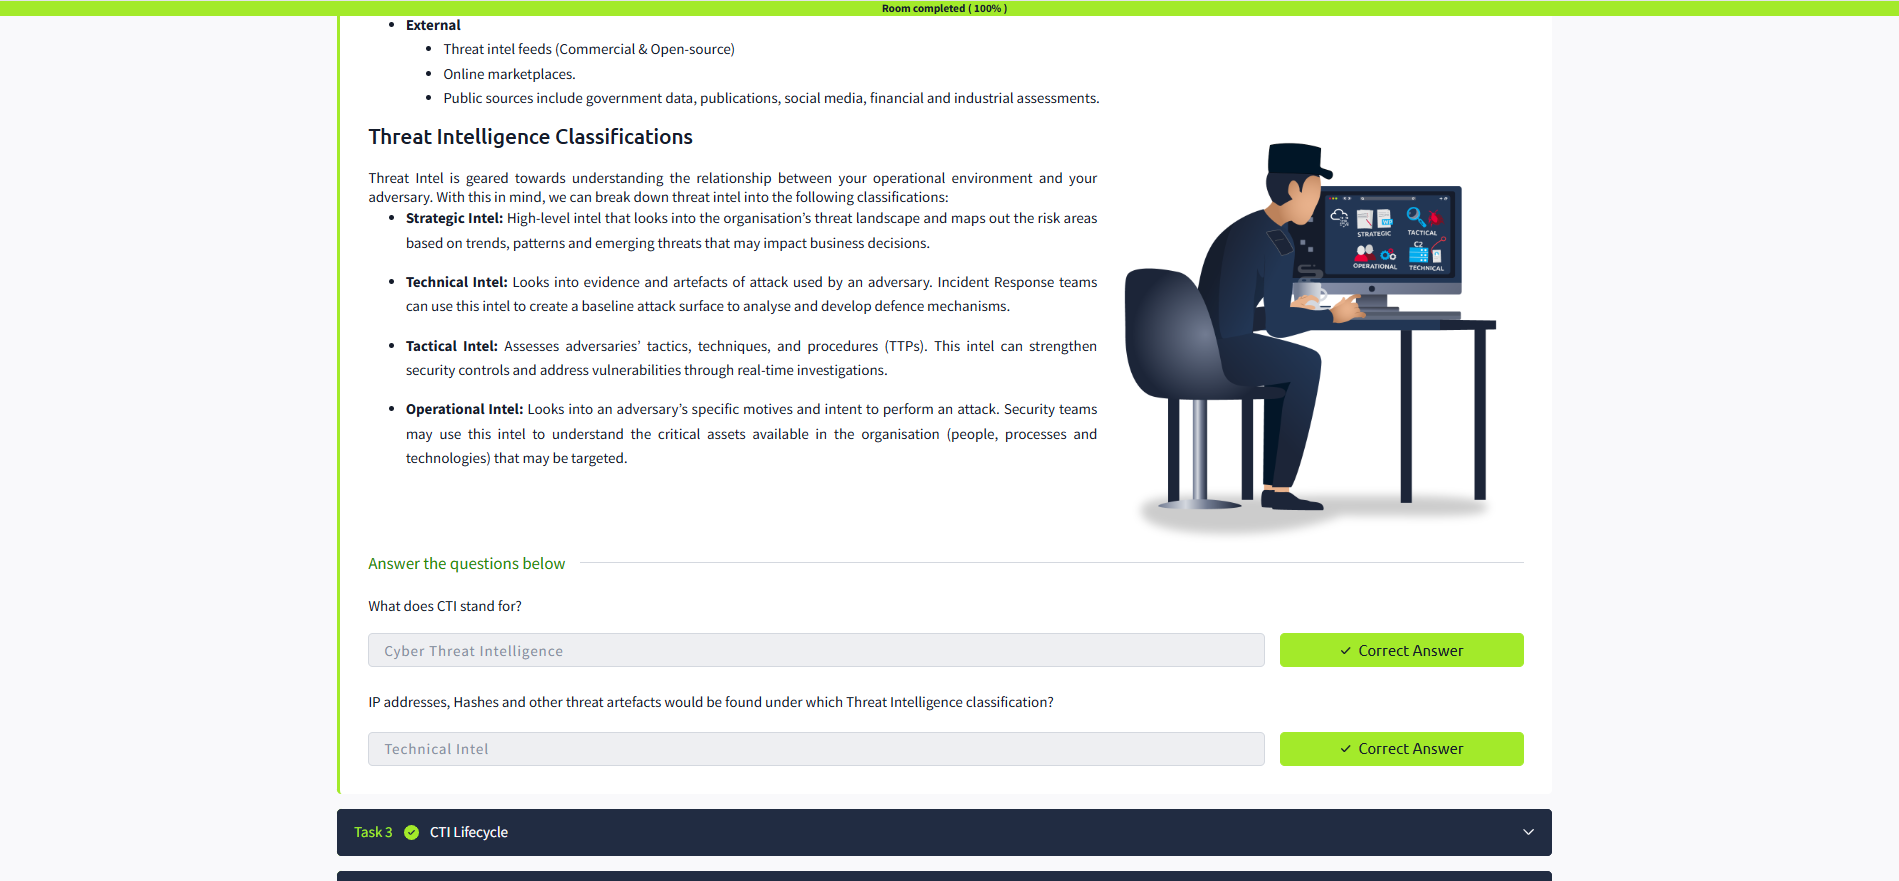 Room completed ( 100% )
External
Threat intel feeds (Commercial & Open-source)
Online marketplaces.
Public sources include government data, publications, social media, financial and industrial assessments.
Threat Intelligence Classifications
Threat Intel is geared towards understanding the relationship between your operational environment and your
adversary. With this in mind, we can break down threat intel into the following classifications:
Strategic Intel: High-level intel that looks into the organisation's threat landscape and maps out the risk areas
based on trends, patterns and emerging threats that may impact business decisions.
Technical Intel: Looks into evidence and artefacts of attack used by an adversary. Incident Response teams
can use this intel to create a baseline attack surface to analyse and develop defence mechanisms.
Tactical Intel: Assesses adversaries' tactics, techniques, and procedures (TTPs). This intel can strengthen
security controls and address vulnerabilities through real-time investigations.
Operational Intel: Looks into an adversary's specific motives and intent to perform an attack. Security teams
may use this intel to understand the critical assets available in the organisation (people, processes and
technologies) that may be targeted.
STRATEGIC
TACTICAL
C2
OPERATIONAL
TECHNICAL
Answer the questions below
What does CTI stand for?
Cyber Threat Intelligence
Correct Answer
IP addresses, Hashes and other threat artefacts would be found under which Threat Intelligence classification?
Technical Intel
Correct Answer
Task 3 CTI Lifecycle